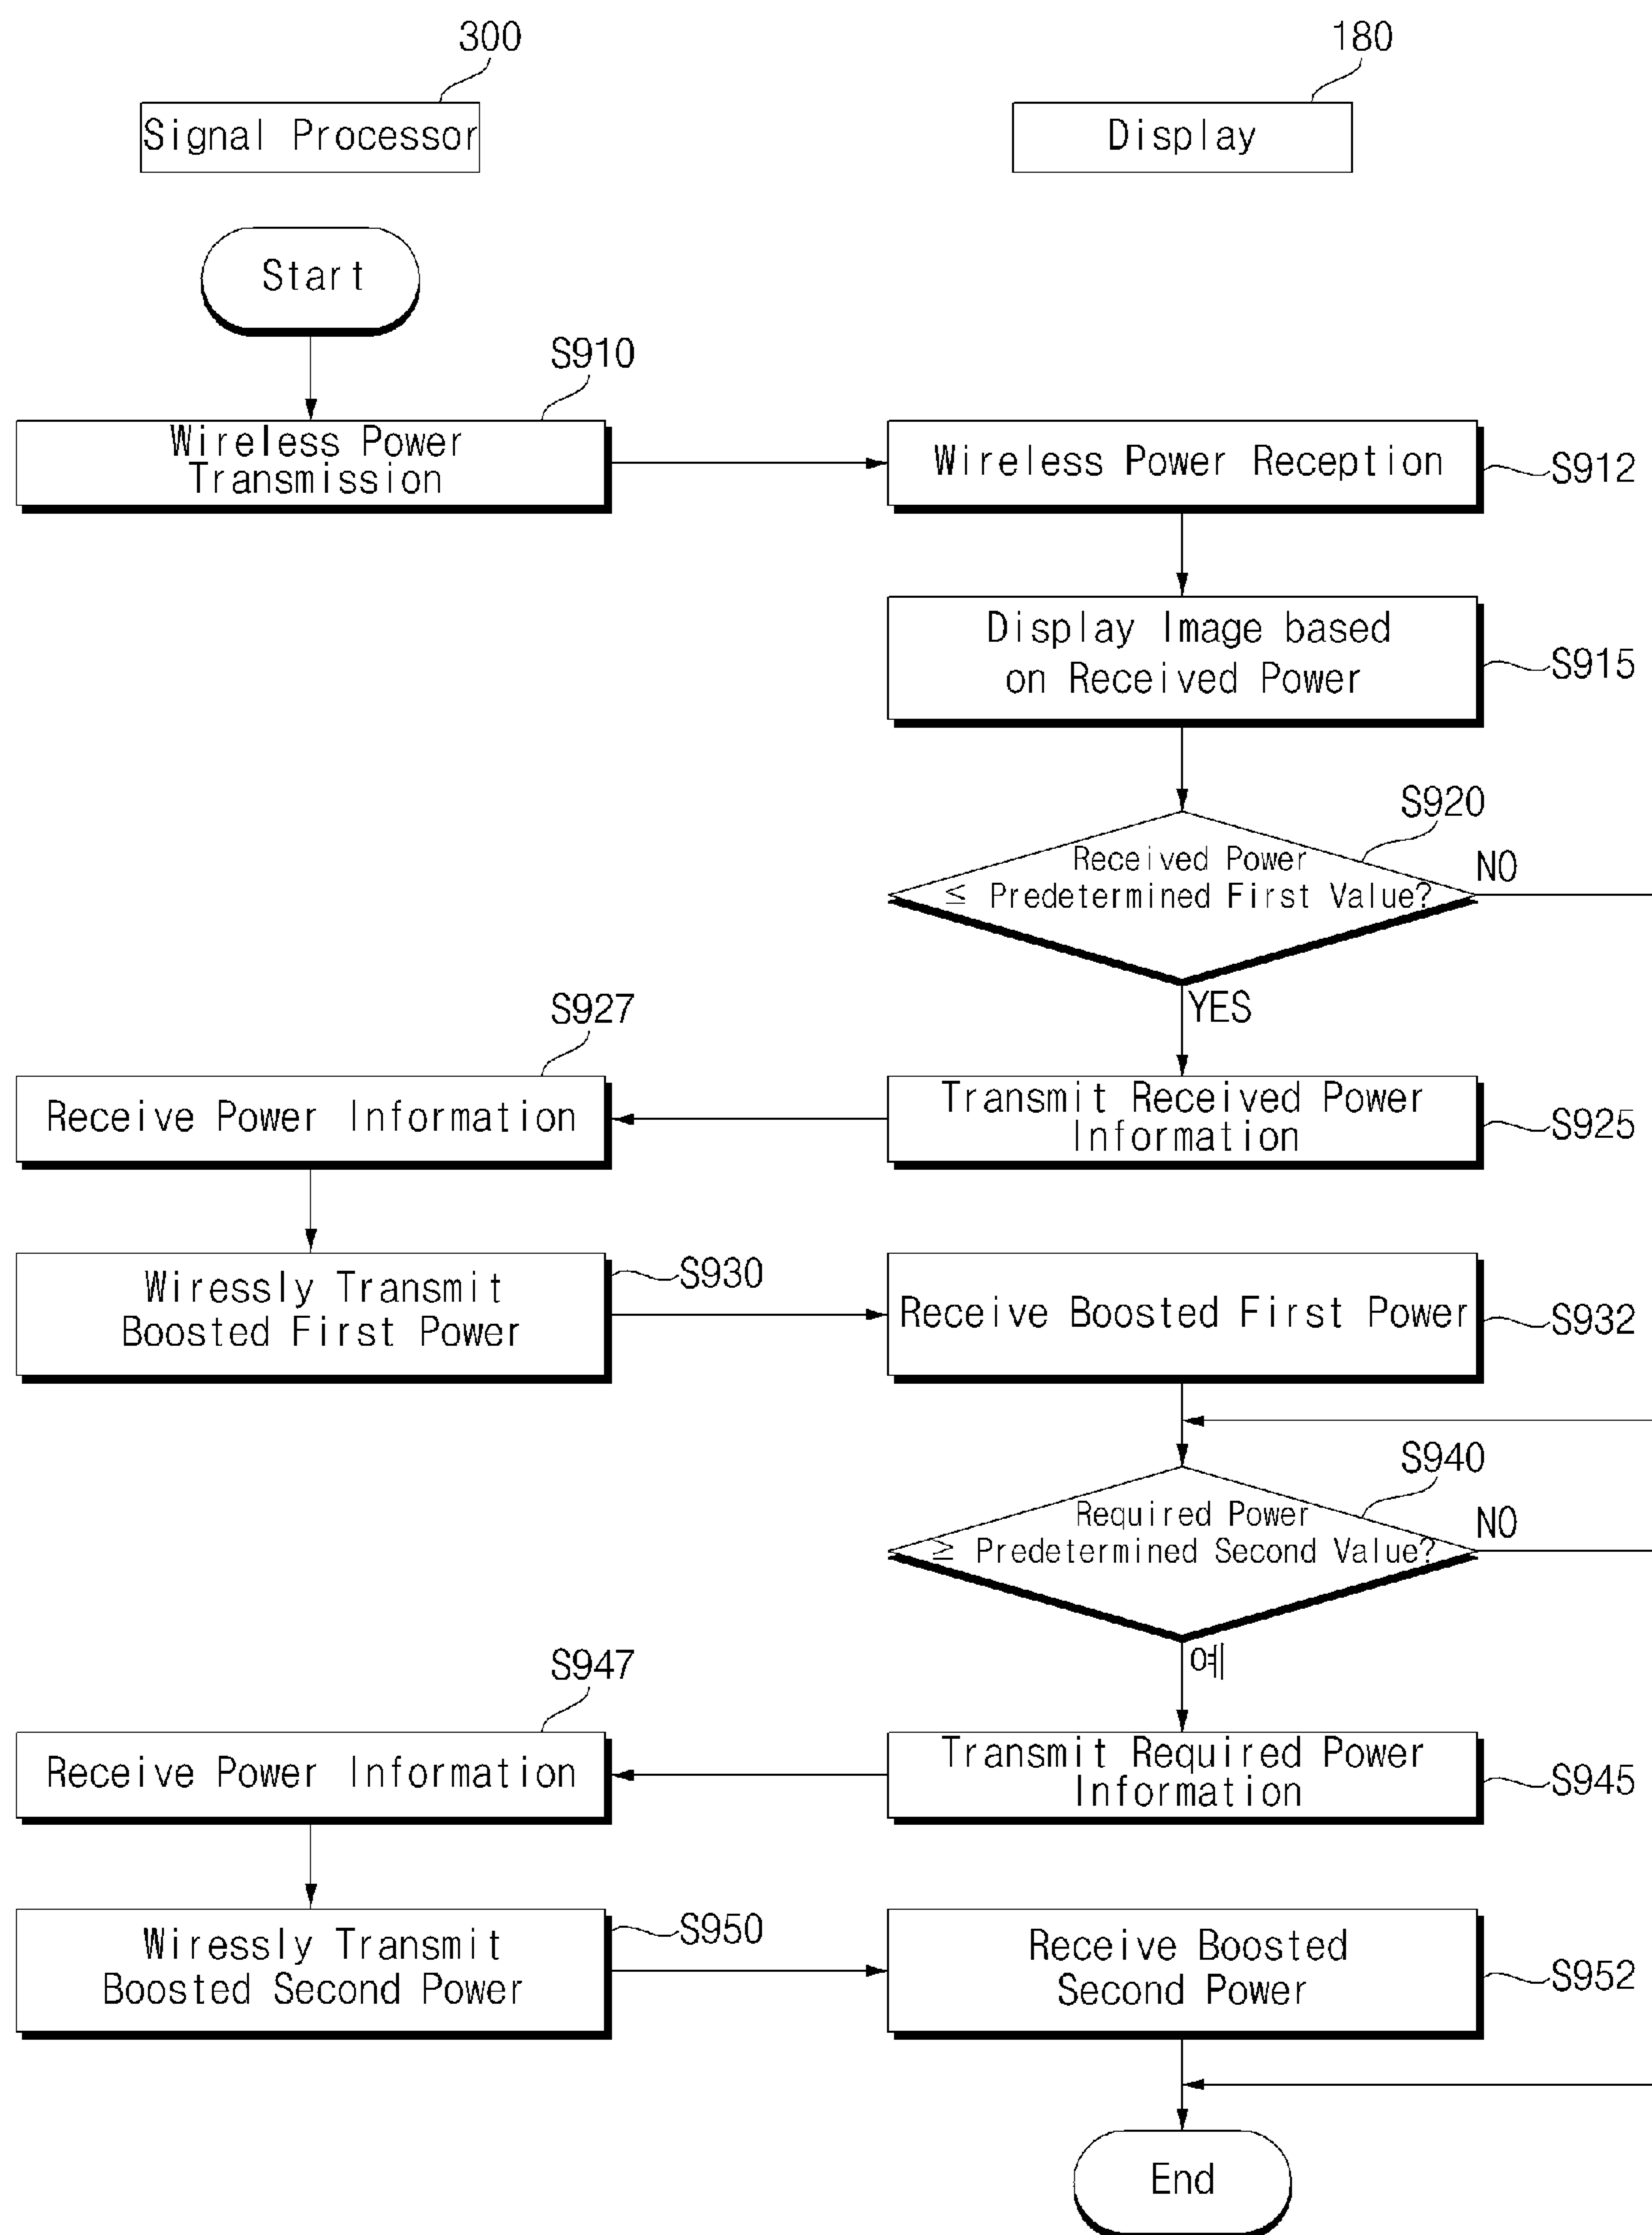 300
180
Signal Processor
Display
Start
S910
Wireless Power
Transmission
Wireless Power Reception
S912
Display Image based
on Received Power
S915
S920
Received Power
≤ Predetermined First Value?
NO
YES
S927
Receive Power Information
Transmit Received Power
Information
S925
Wiressly Transmit
Boosted First Power
S930
Receive Boosted First Power
S932
S940
Required Power
≥ Predetermined Second Value?
NO
예
S947
Receive Power Information
Transmit Required Power
Information
S945
Wiressly Transmit
Boosted Second Power
S950
Receive Boosted
Second Power
S952
End